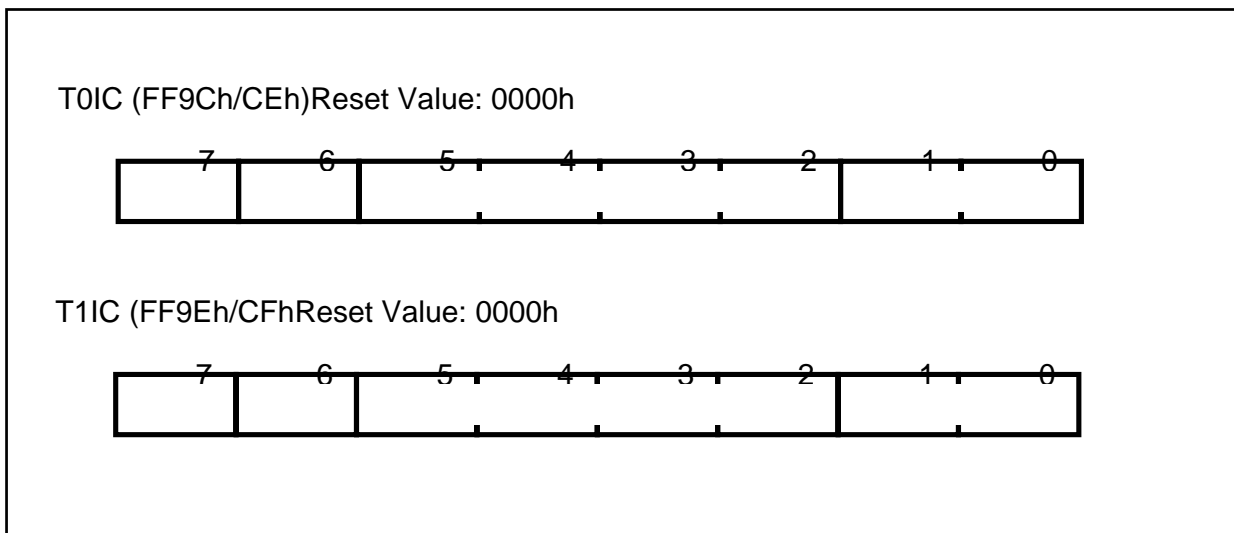 T0IC (FF9Ch/CEh)Reset Value: 0000h
7 6 5 4 3 2 1 0
T1IC (FF9Eh/CFhReset Value: 0000h
7 6 5 4 3 2 1 0